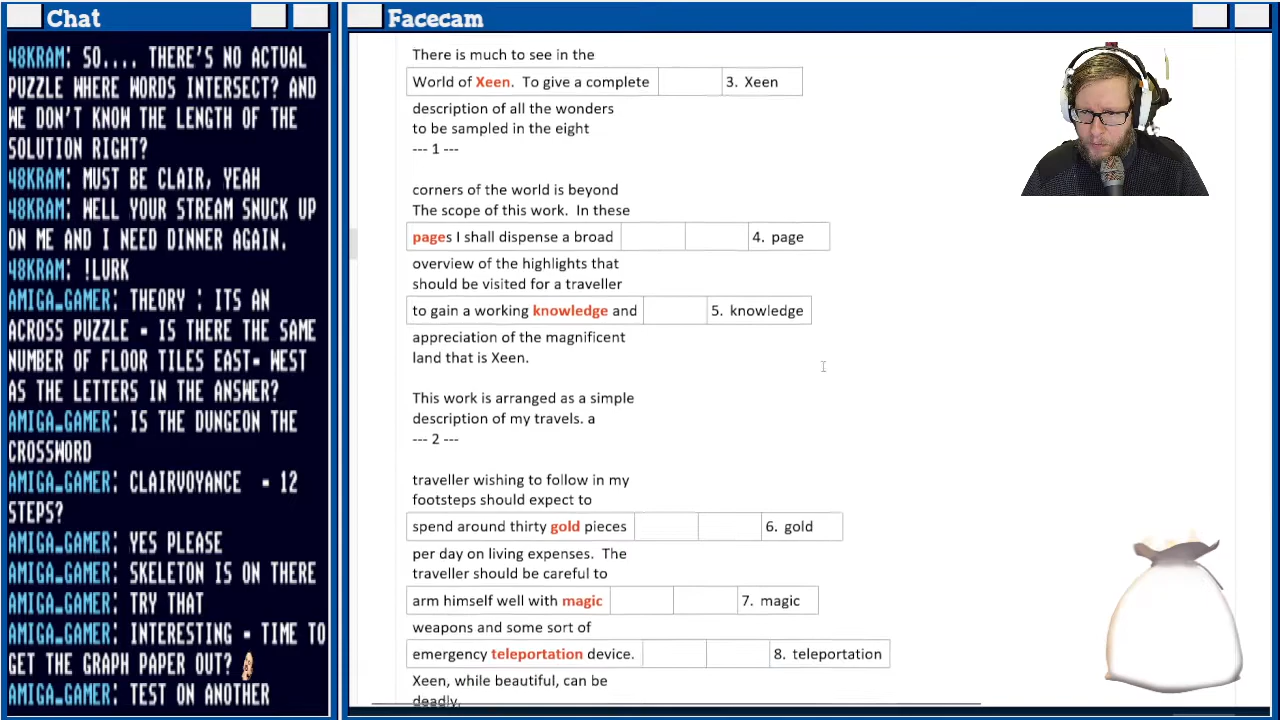 Chat
48KRAM: SO.... THERE'S NO ACTUAL
PUZZLE WHERE WORDS INTERSECT? AND
WE DON'T KNOW THE LENGTH OF THE
SOLUTION RIGHT?
48KRAM: MUST BE CLAIR, YEAH
48KRAM: WELL YOUR STREAM SNUCK UP
ON ME AND I NEED DINNER AGAIN.
48KRAM: !LURK
AMIGA_GAMER: THEORY : ITS AN
ACROSS PUZZLE - IS THERE THE SAME
NUMBER OF FLOOR TILES EAST- WEST
AS THE LETTERS IN THE ANSWER?
AMIGA_GAMER: IS THE DUNGEON THE
CROSSWORD
AMIGA_GAMER: CLAIRVOYANCE - 12
STEPS?
AMIGA_GAMER: YES PLEASE
AMIGA_GAMER: SKELETON IS ON THERE
AMIGA_GAMER: TRY THAT
AMIGA_GAMER: INTERESTING - TIME TO
GET THE GRAPH PAPER OUT?
AMIGA_GAMER: TEST ON ANOTHER
Facecam
There is much to see in the
World of Xeen. To give a complete 3. Xeen
description of all the wonders
to be sampled in the eight
--- 1 ---
corners of the world is beyond
The scope of this work. In these
pages I shall dispense a broad 4. page
overview of the highlights that
should be visited for a traveller
to gain a working knowledge and 5. knowledge
appreciation of the magnificent
land that is Xeen.
This work is arranged as a simple
description of my travels. a
--- 2 ---
traveller wishing to follow in my
footsteps should expect to
spend around thirty gold pieces 6. gold
per day on living expenses. The
traveller should be careful to
arm himself well with magic 7. magic
weapons and some sort of
emergency teleportation device. 8. teleportation
Xeen, while beautiful, can be
deadly.